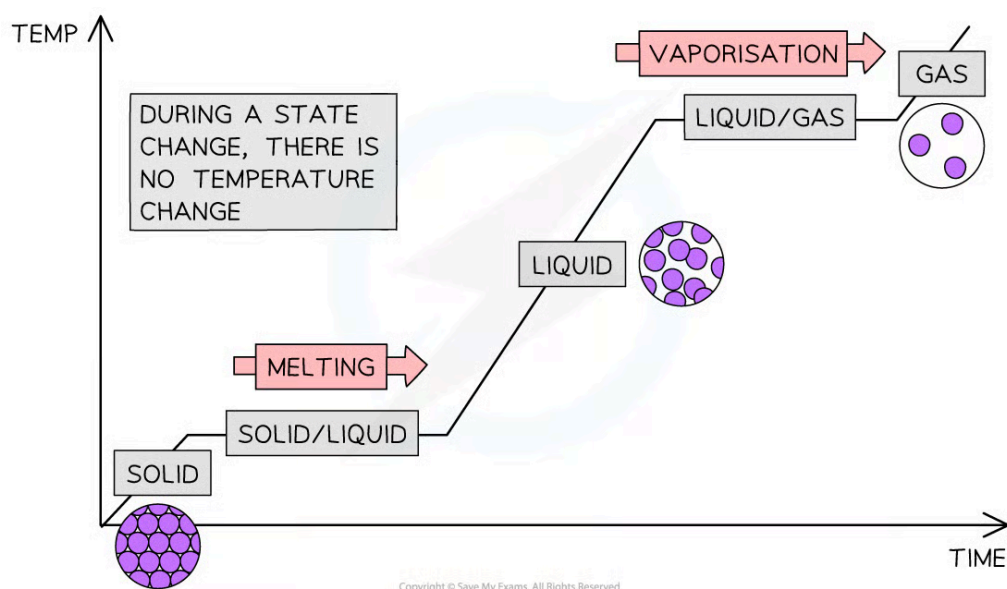 TEMP
VAPORISATION
GAS
DURING A STATE
CHANGE, THERE IS
NO TEMPERATURE
CHANGE
LIQUID/GAS
LIQUID
MELTING
SOLID/LIQUID
SOLID
TIME
Copyright © Save My Exams. All Rights Reserved